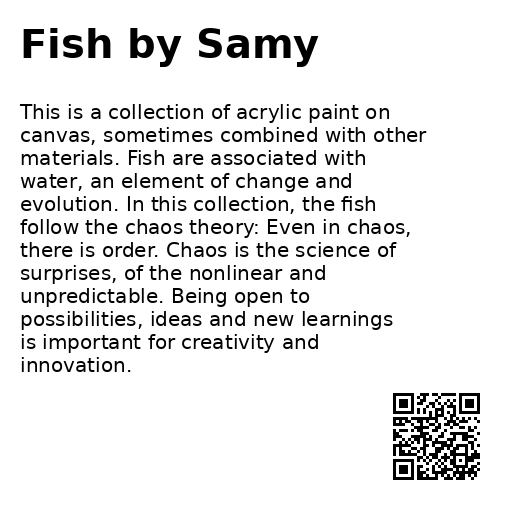 Fish by Samy
This is a collection of acrylic paint on
canvas, sometimes combined with other
materials. Fish are associated with
water, an element of change and
evolution. In this collection, the fish
follow the chaos theory: Even in chaos,
there is order. Chaos is the science of
surprises, of the nonlinear and
unpredictable. Being open to
possibilities, ideas and new learnings
is important for creativity and
innovation.